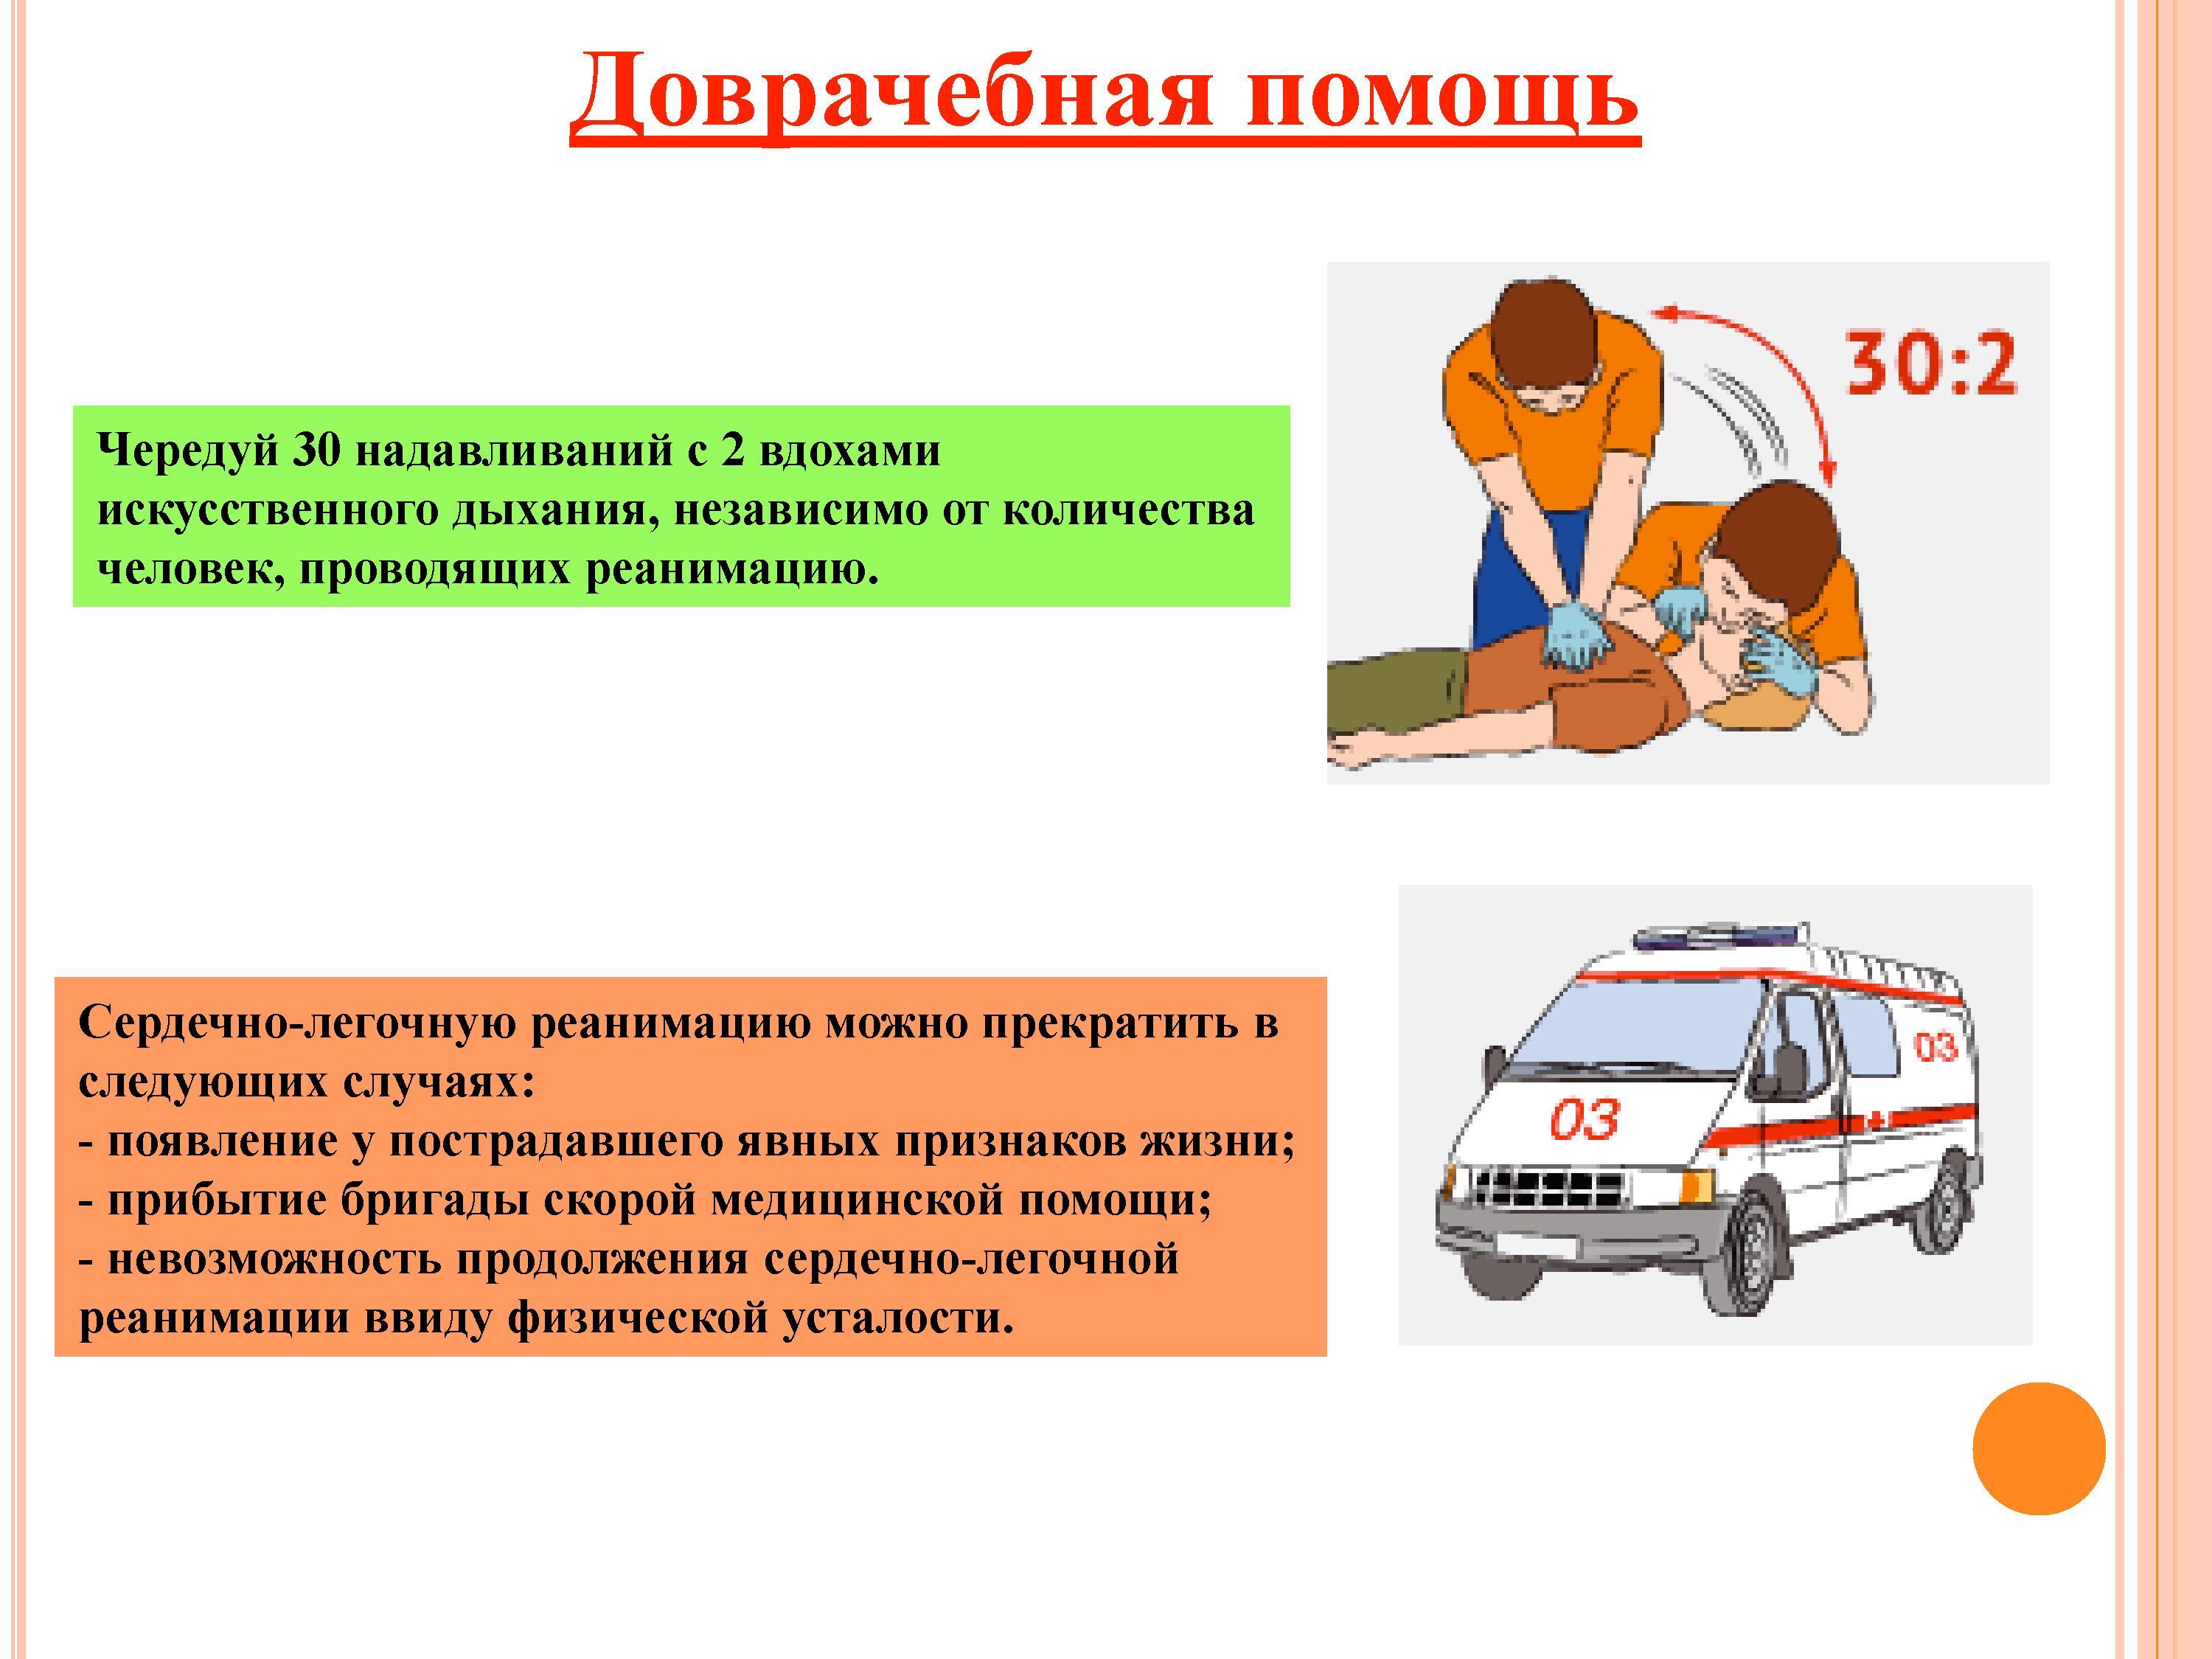 Доврачебная помощь
30:2
Чередуй 30 надавливаний с 2 вдохами
искусственного дыхания, независимо от количества
человек, проводящих реанимацию.
Сердечно-легочную реанимацию можно прекратить в
следующих случаях:
- появление у пострадавшего явных признаков жизни;
- прибытие бригады скорой медицинской помощи;
- невозможность продолжения сердечно-легочной
реанимации ввиду физической усталости.
03
03